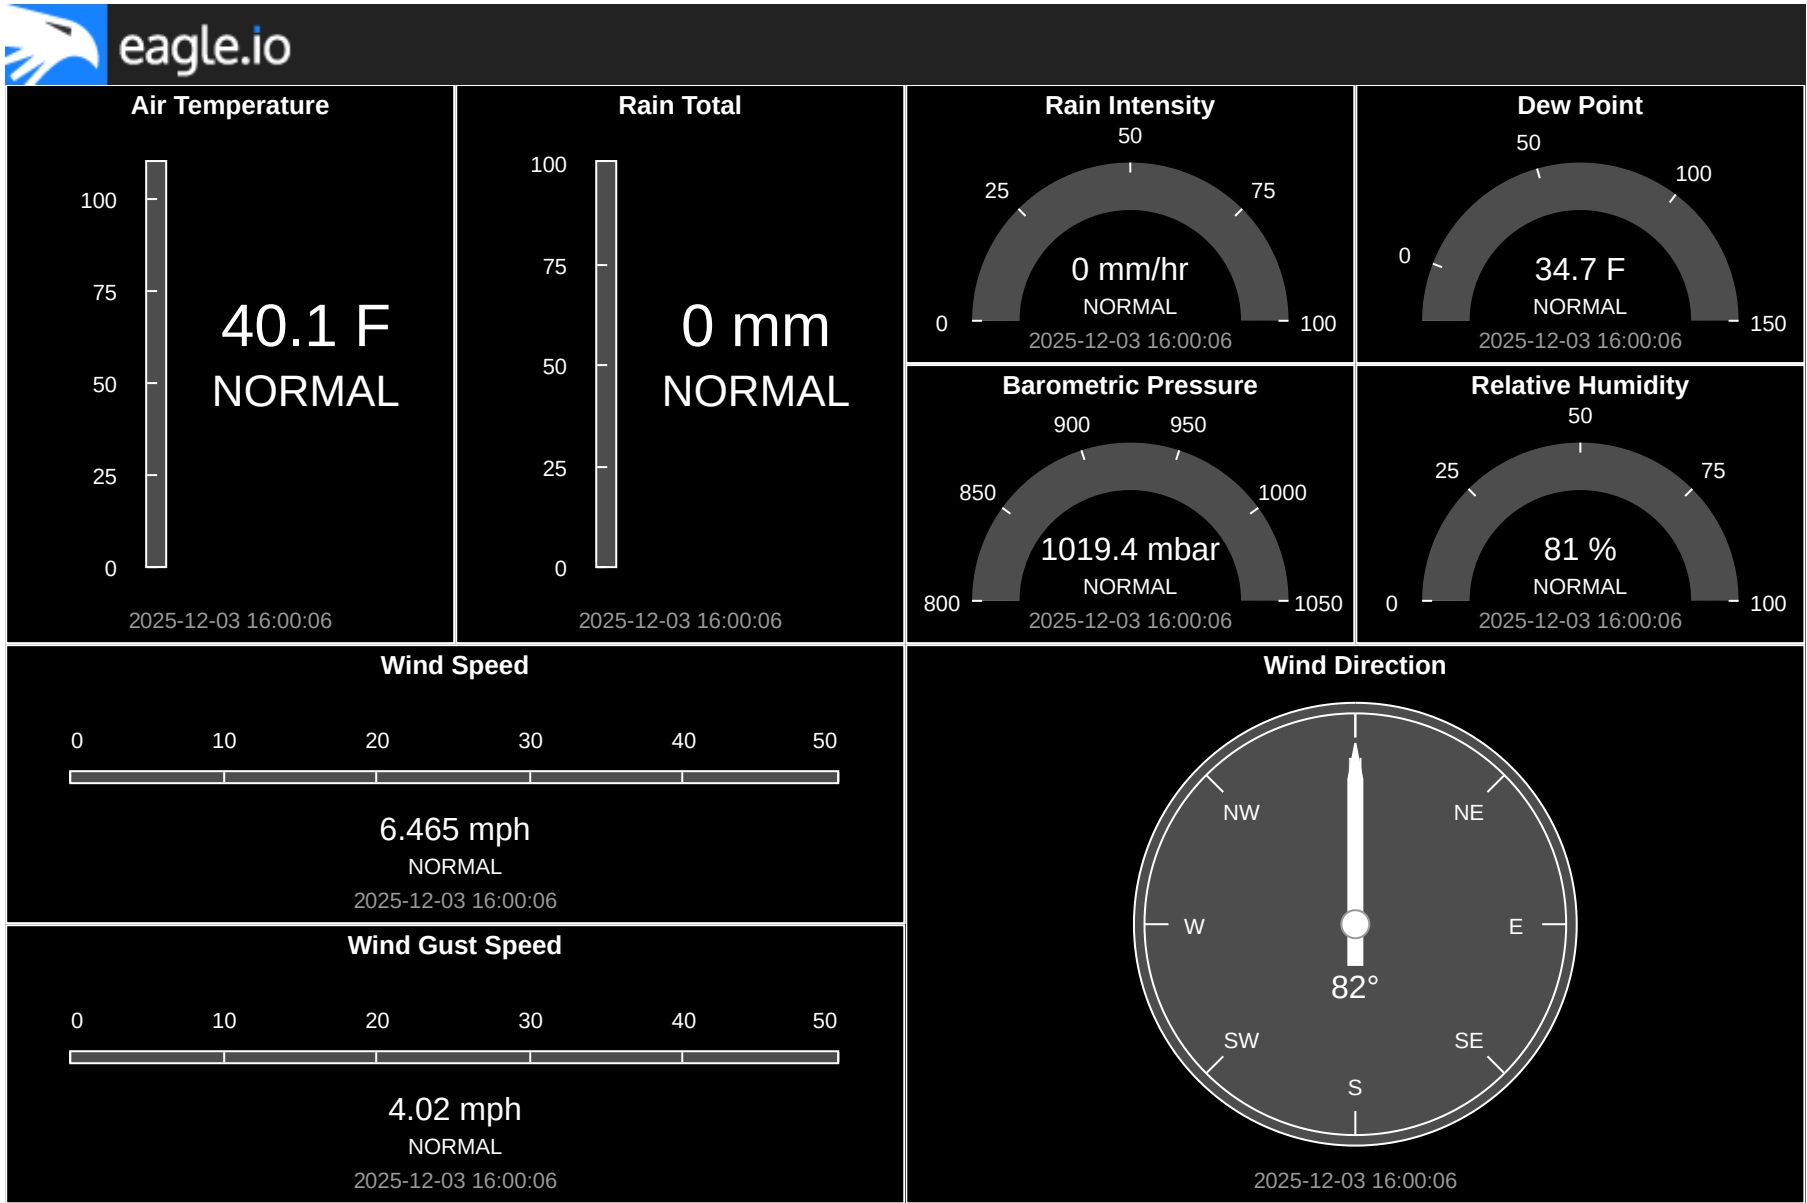 eagle.io
Air Temperature
100
75
50
25
0
40.1 F
NORMAL
2025-12-03 16:00:06
Rain Total
100
75
50
25
0
0 mm
NORMAL
2025-12-03 16:00:06
Rain Intensity
0
25
50
75
100
0 mm/hr
NORMAL
2025-12-03 16:00:06
Dew Point
0
50
100
150
34.7 F
NORMAL
2025-12-03 16:00:06
Barometric Pressure
800
850
900
950
1000
1050
1019.4 mbar
NORMAL
2025-12-03 16:00:06
Relative Humidity
0
25
50
75
100
81 %
NORMAL
2025-12-03 16:00:06
Wind Speed
0 10 20 30 40 50
6.465 mph
NORMAL
2025-12-03 16:00:06
Wind Gust Speed
0 10 20 30 40 50
4.02 mph
NORMAL
2025-12-03 16:00:06
Wind Direction
NW NE
W E
82°
SW SE
S
2025-12-03 16:00:06